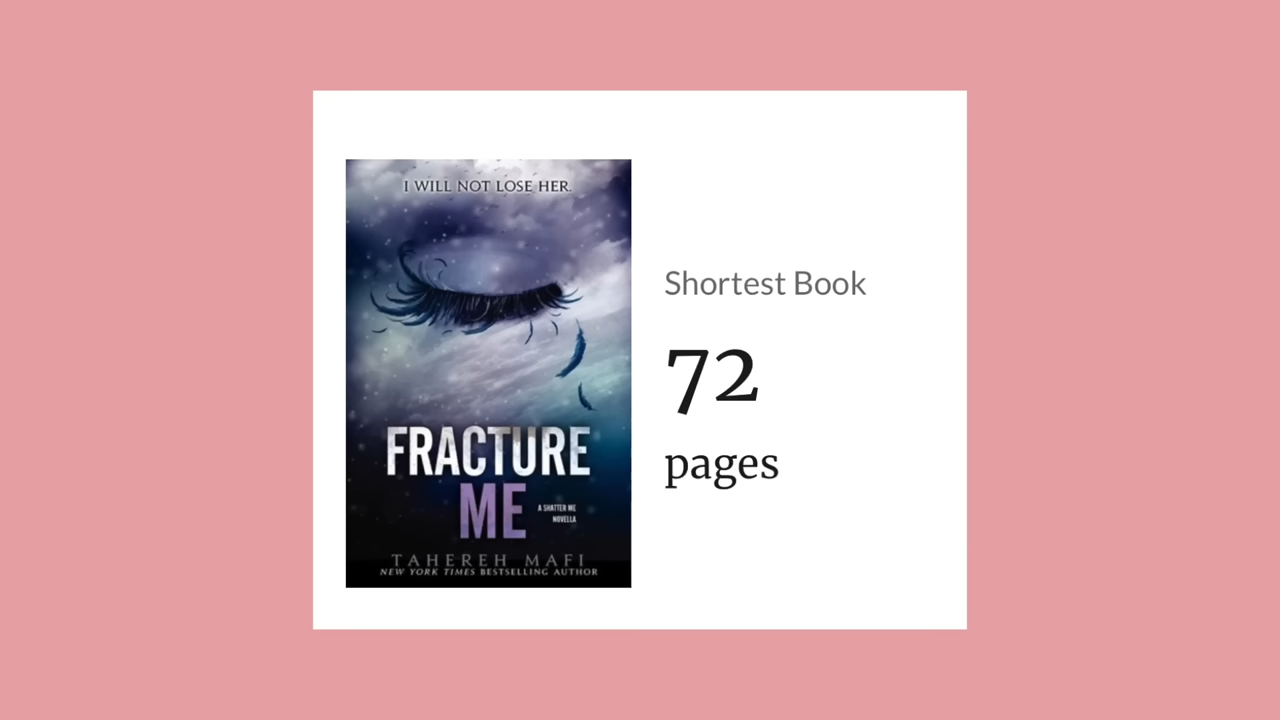 I WILL NOT LOSE HER.
FRACTURE
ME
A SHATTER ME
NOVELLA
TAHEREH MAFI
NEW YORK TIMES BESTSELLING AUTHOR
Shortest Book
72
pages